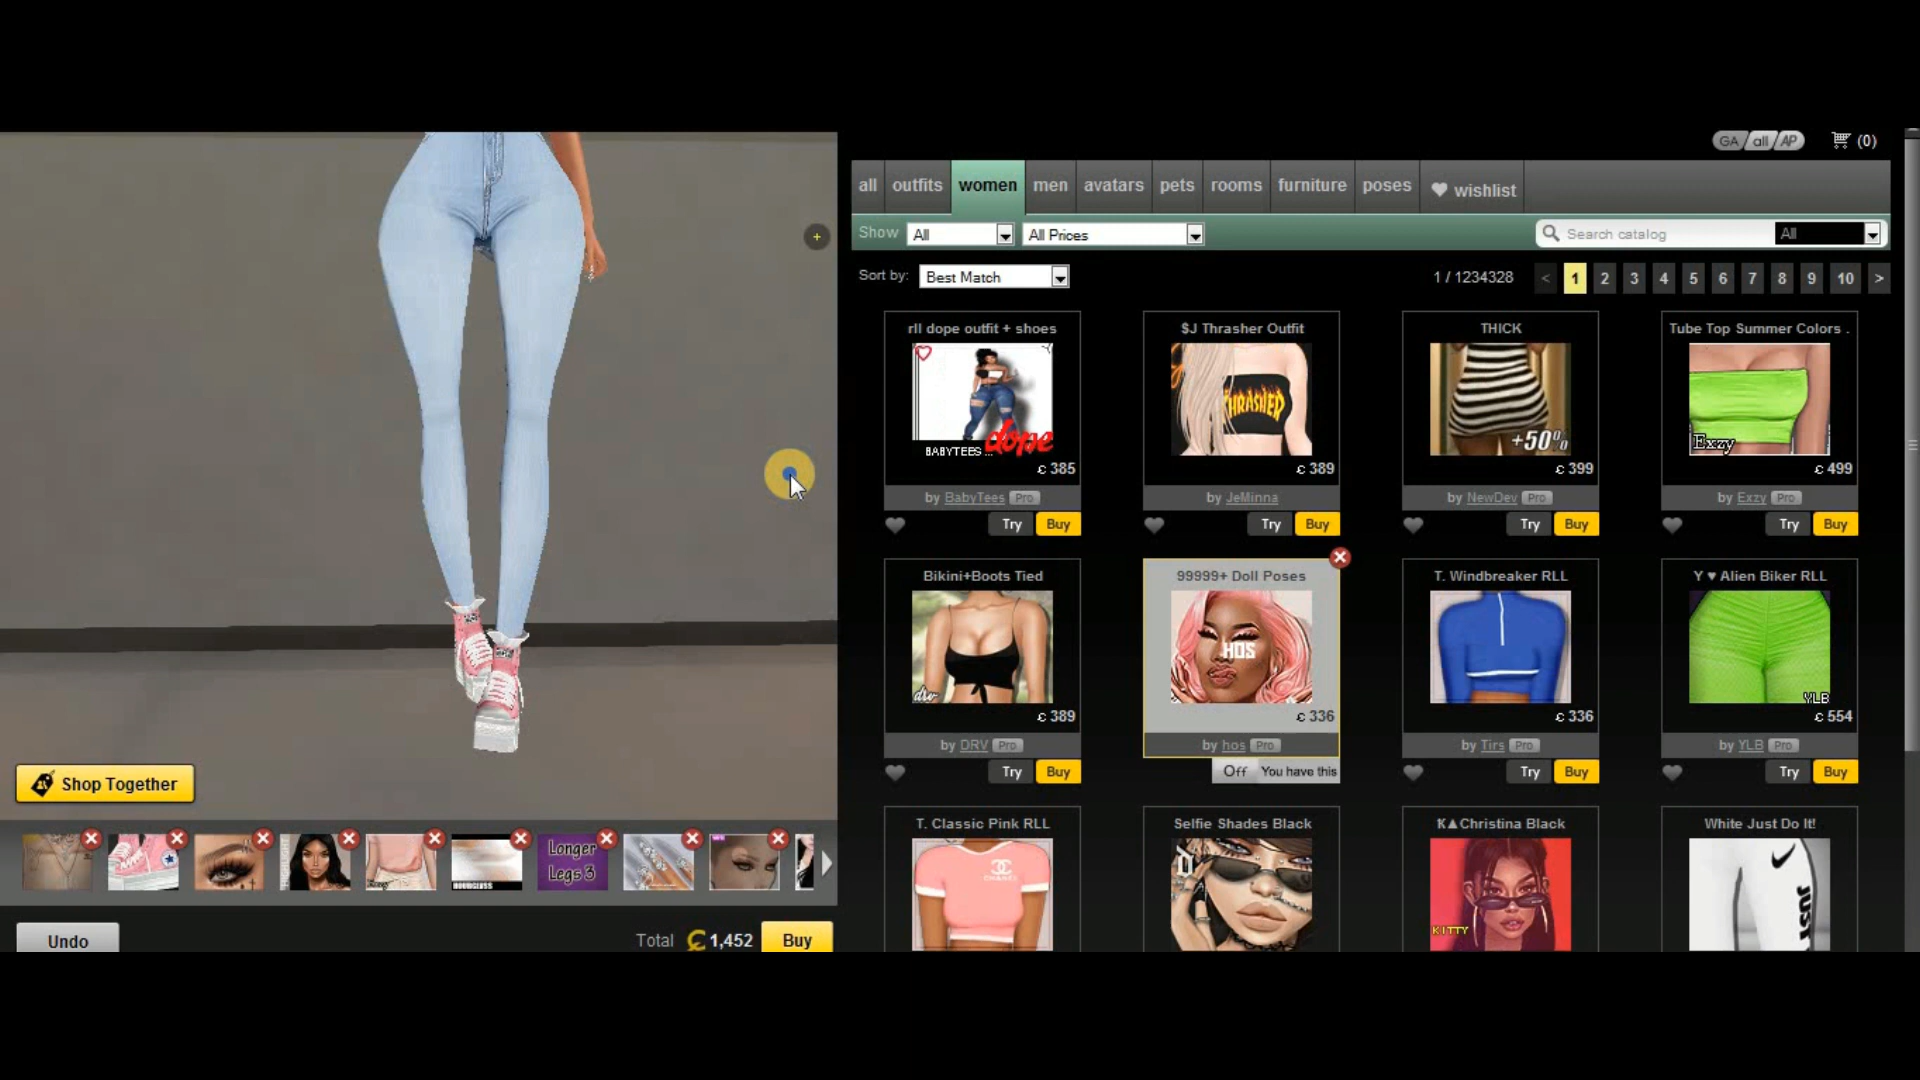 GA all AP (0)
all outfits women men avatars pets rooms furniture poses wishlist
Show All All Prices Search catalog All
Sort by: Best Match 1 / 1234328 < 1 2 3 4 5 6 7 8 9 10 >
rll dope outfit + shoes
dope
BABYTEES ...
385
by BabyTees Pro
Try Buy
$J Thrasher Outfit
THRASHER
389
by JeMinna
Try Buy
THICK
+50%
399
by NewDev Pro
Try Buy
Tube Top Summer Colors .
Exzy
499
by Exzy Pro
Try Buy
Bikini+Boots Tied
drv
389
by DRV Pro
Try Buy
99999+ Doll Poses
HOS
336
by hos Pro
Off You have this
T. Windbreaker RLL
336
by Tirs Pro
Try Buy
Y ♥ Alien Biker RLL
YLB
554
by YLB Pro
Try Buy
T. Classic Pink RLL
CHANEL
Selfie Shades Black
K▲Christina Black
KITTY
White Just Do It!
JUST
Shop Together
HOURGLASS
Longer
Legs 3
Undo
Total 1,452 Buy